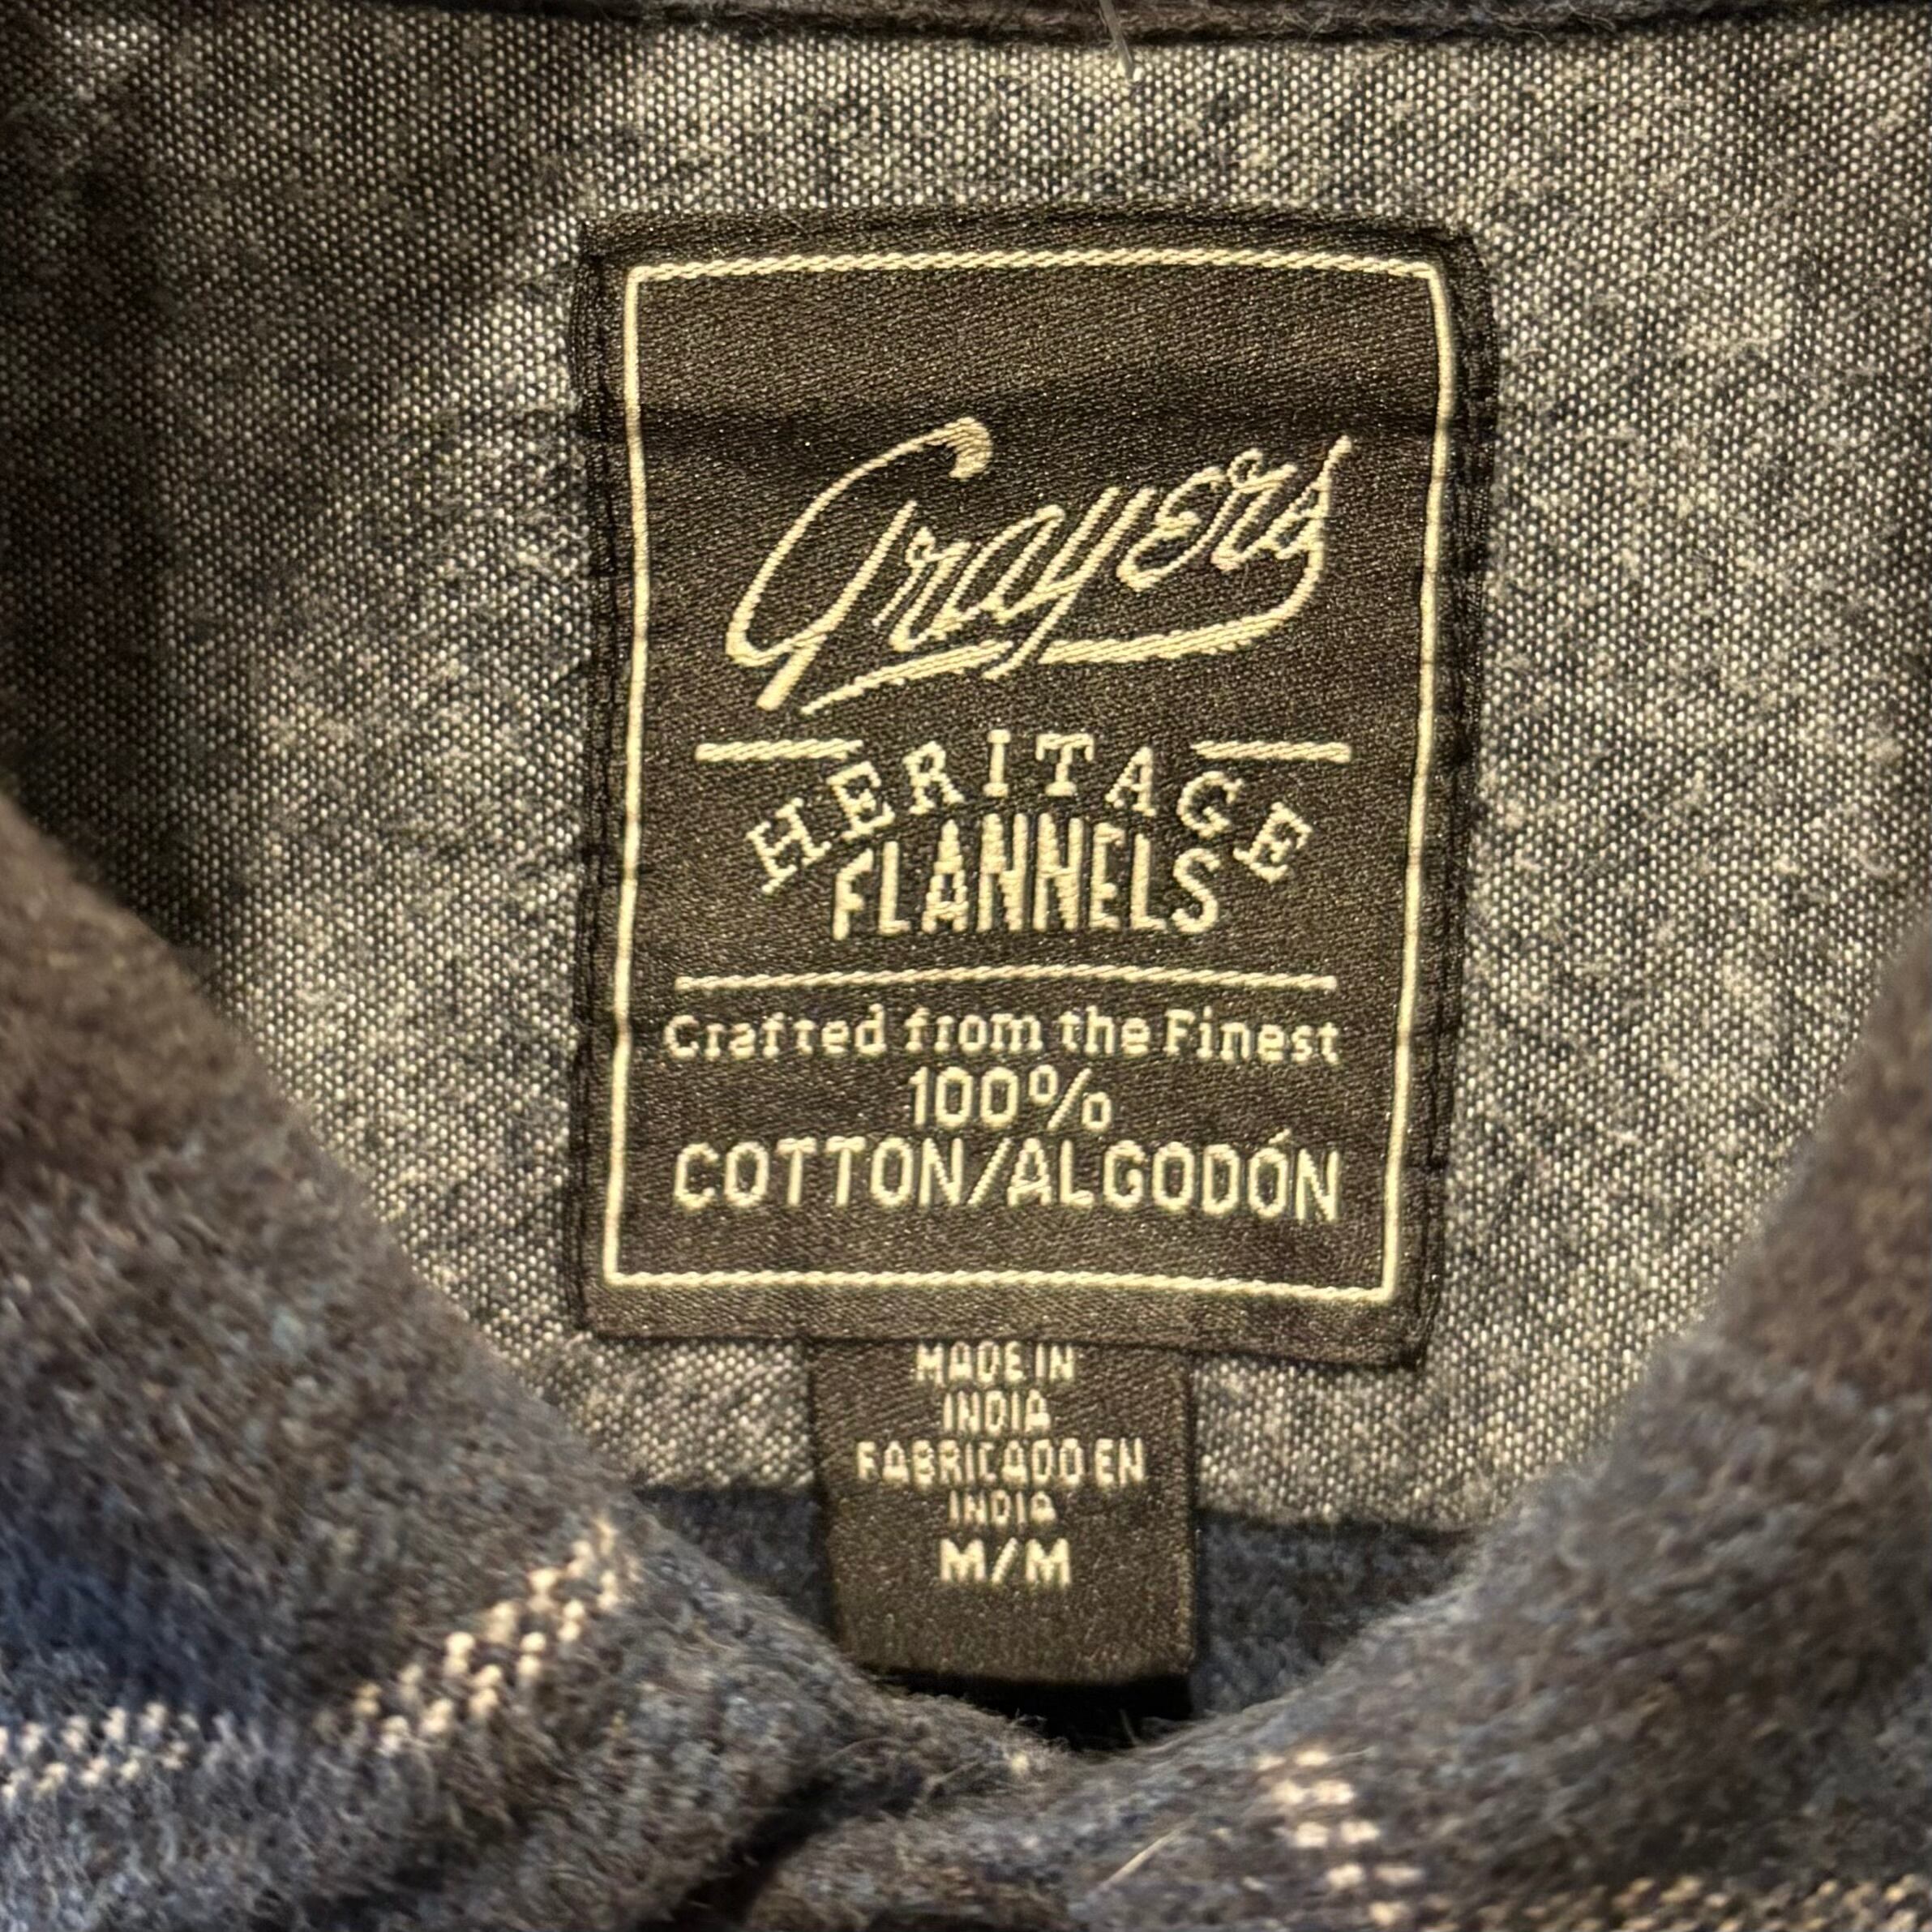 Grayers
HERITAGE
FLANNELS
Crafted from the Finest
100%
COTTON/ALGODÓN
MADE IN
INDIA
FABRICADO EN
INDIA
M/M